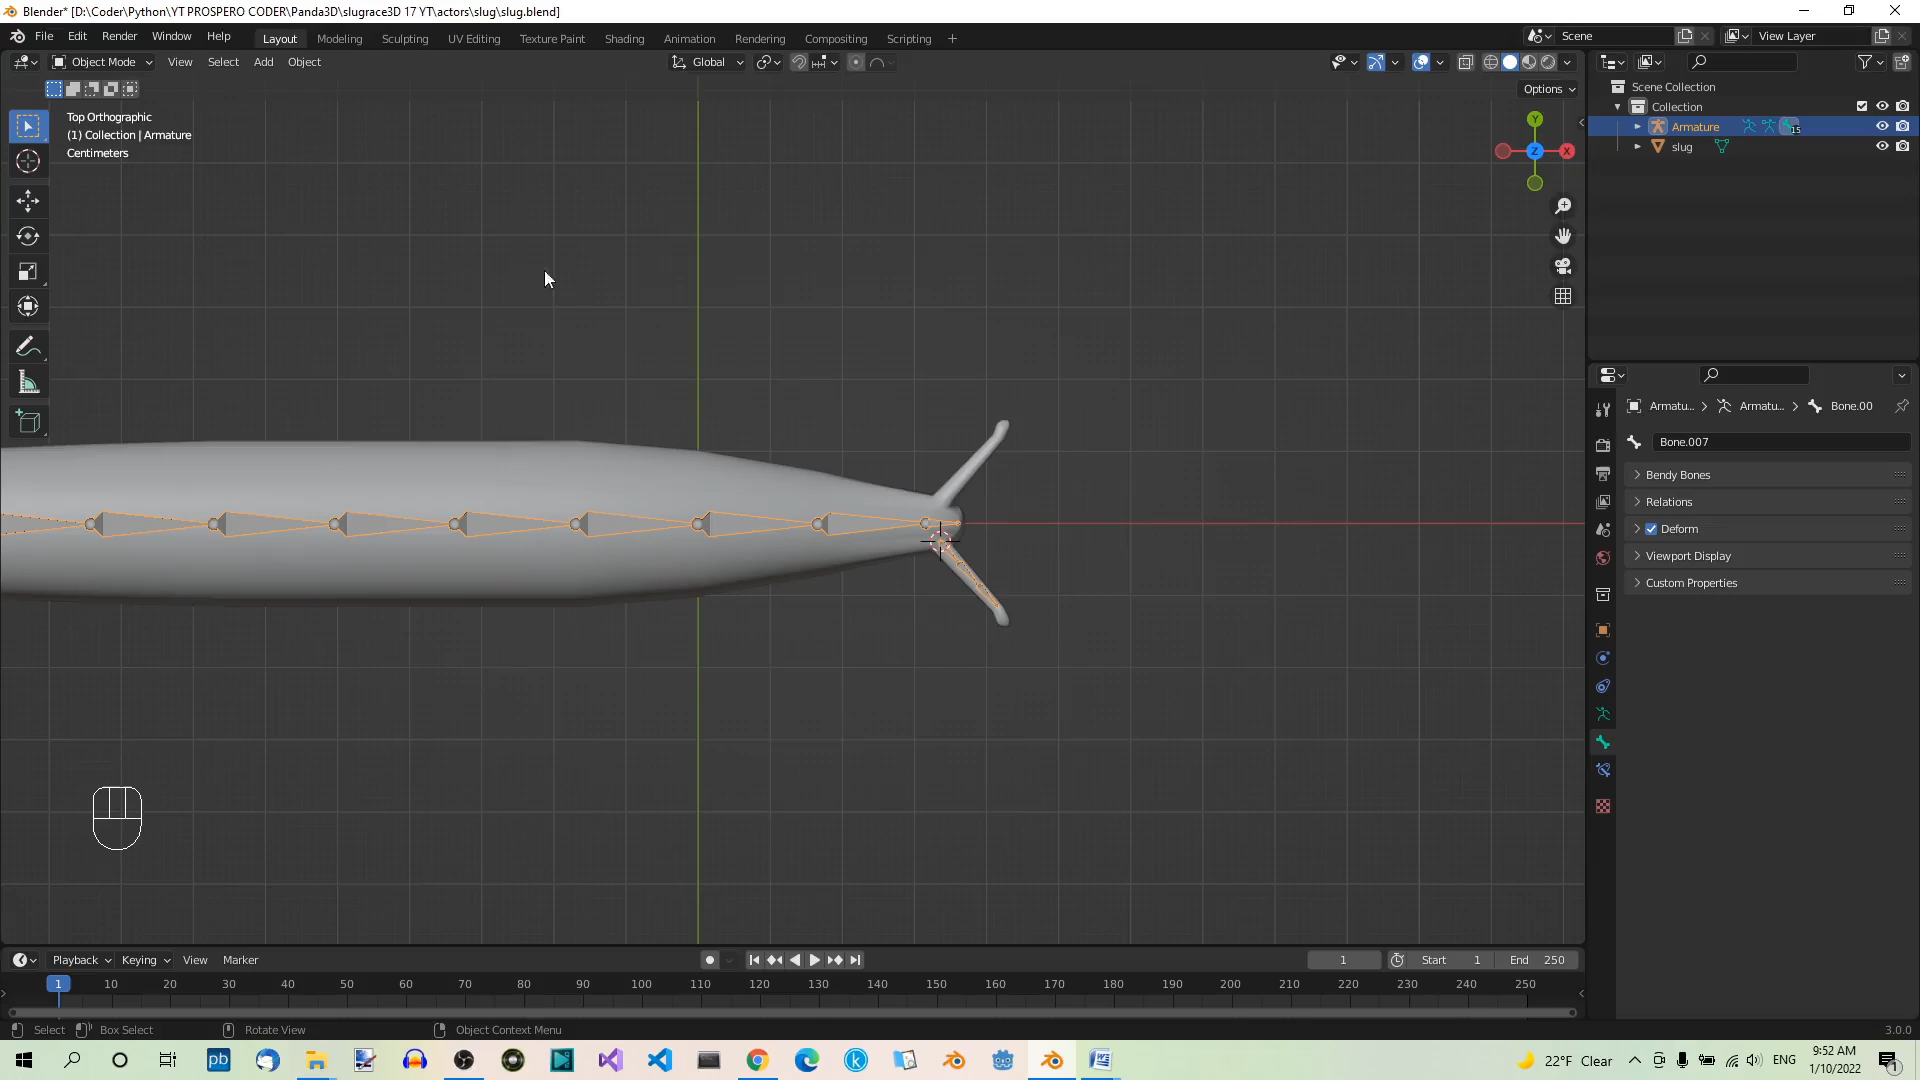 Blender* [D:\Coder\Python\YT PROSPERO CODER\Panda3D\slugrace3D 17 YT\actors\slug\slug.blend]
File Edit Render Window Help Layout Modeling Sculpting UV Editing Texture Paint Shading Animation Rendering Compositing Scripting + Scene View Layer
Object Mode View Select Add Object Global
Options
Top Orthographic
(1) Collection | Armature
Centimeters
Y
Z
X
Scene Collection
Collection
Armature 15
slug
Armatu... Armatu... Bone.00
Bone.007
Bendy Bones
Relations
Deform
Viewport Display
Custom Properties
Playback Keying View Marker 1 Start 1 End 250
1 10 20 30 40 50 60 70 80 90 100 110 120 130 140 150 160 170 180 190 200 210 220 230 240 250
Select Box Select Rotate View Object Context Menu 3.0.0
pb 22°F Clear ENG 9:52 AM
1/10/2022